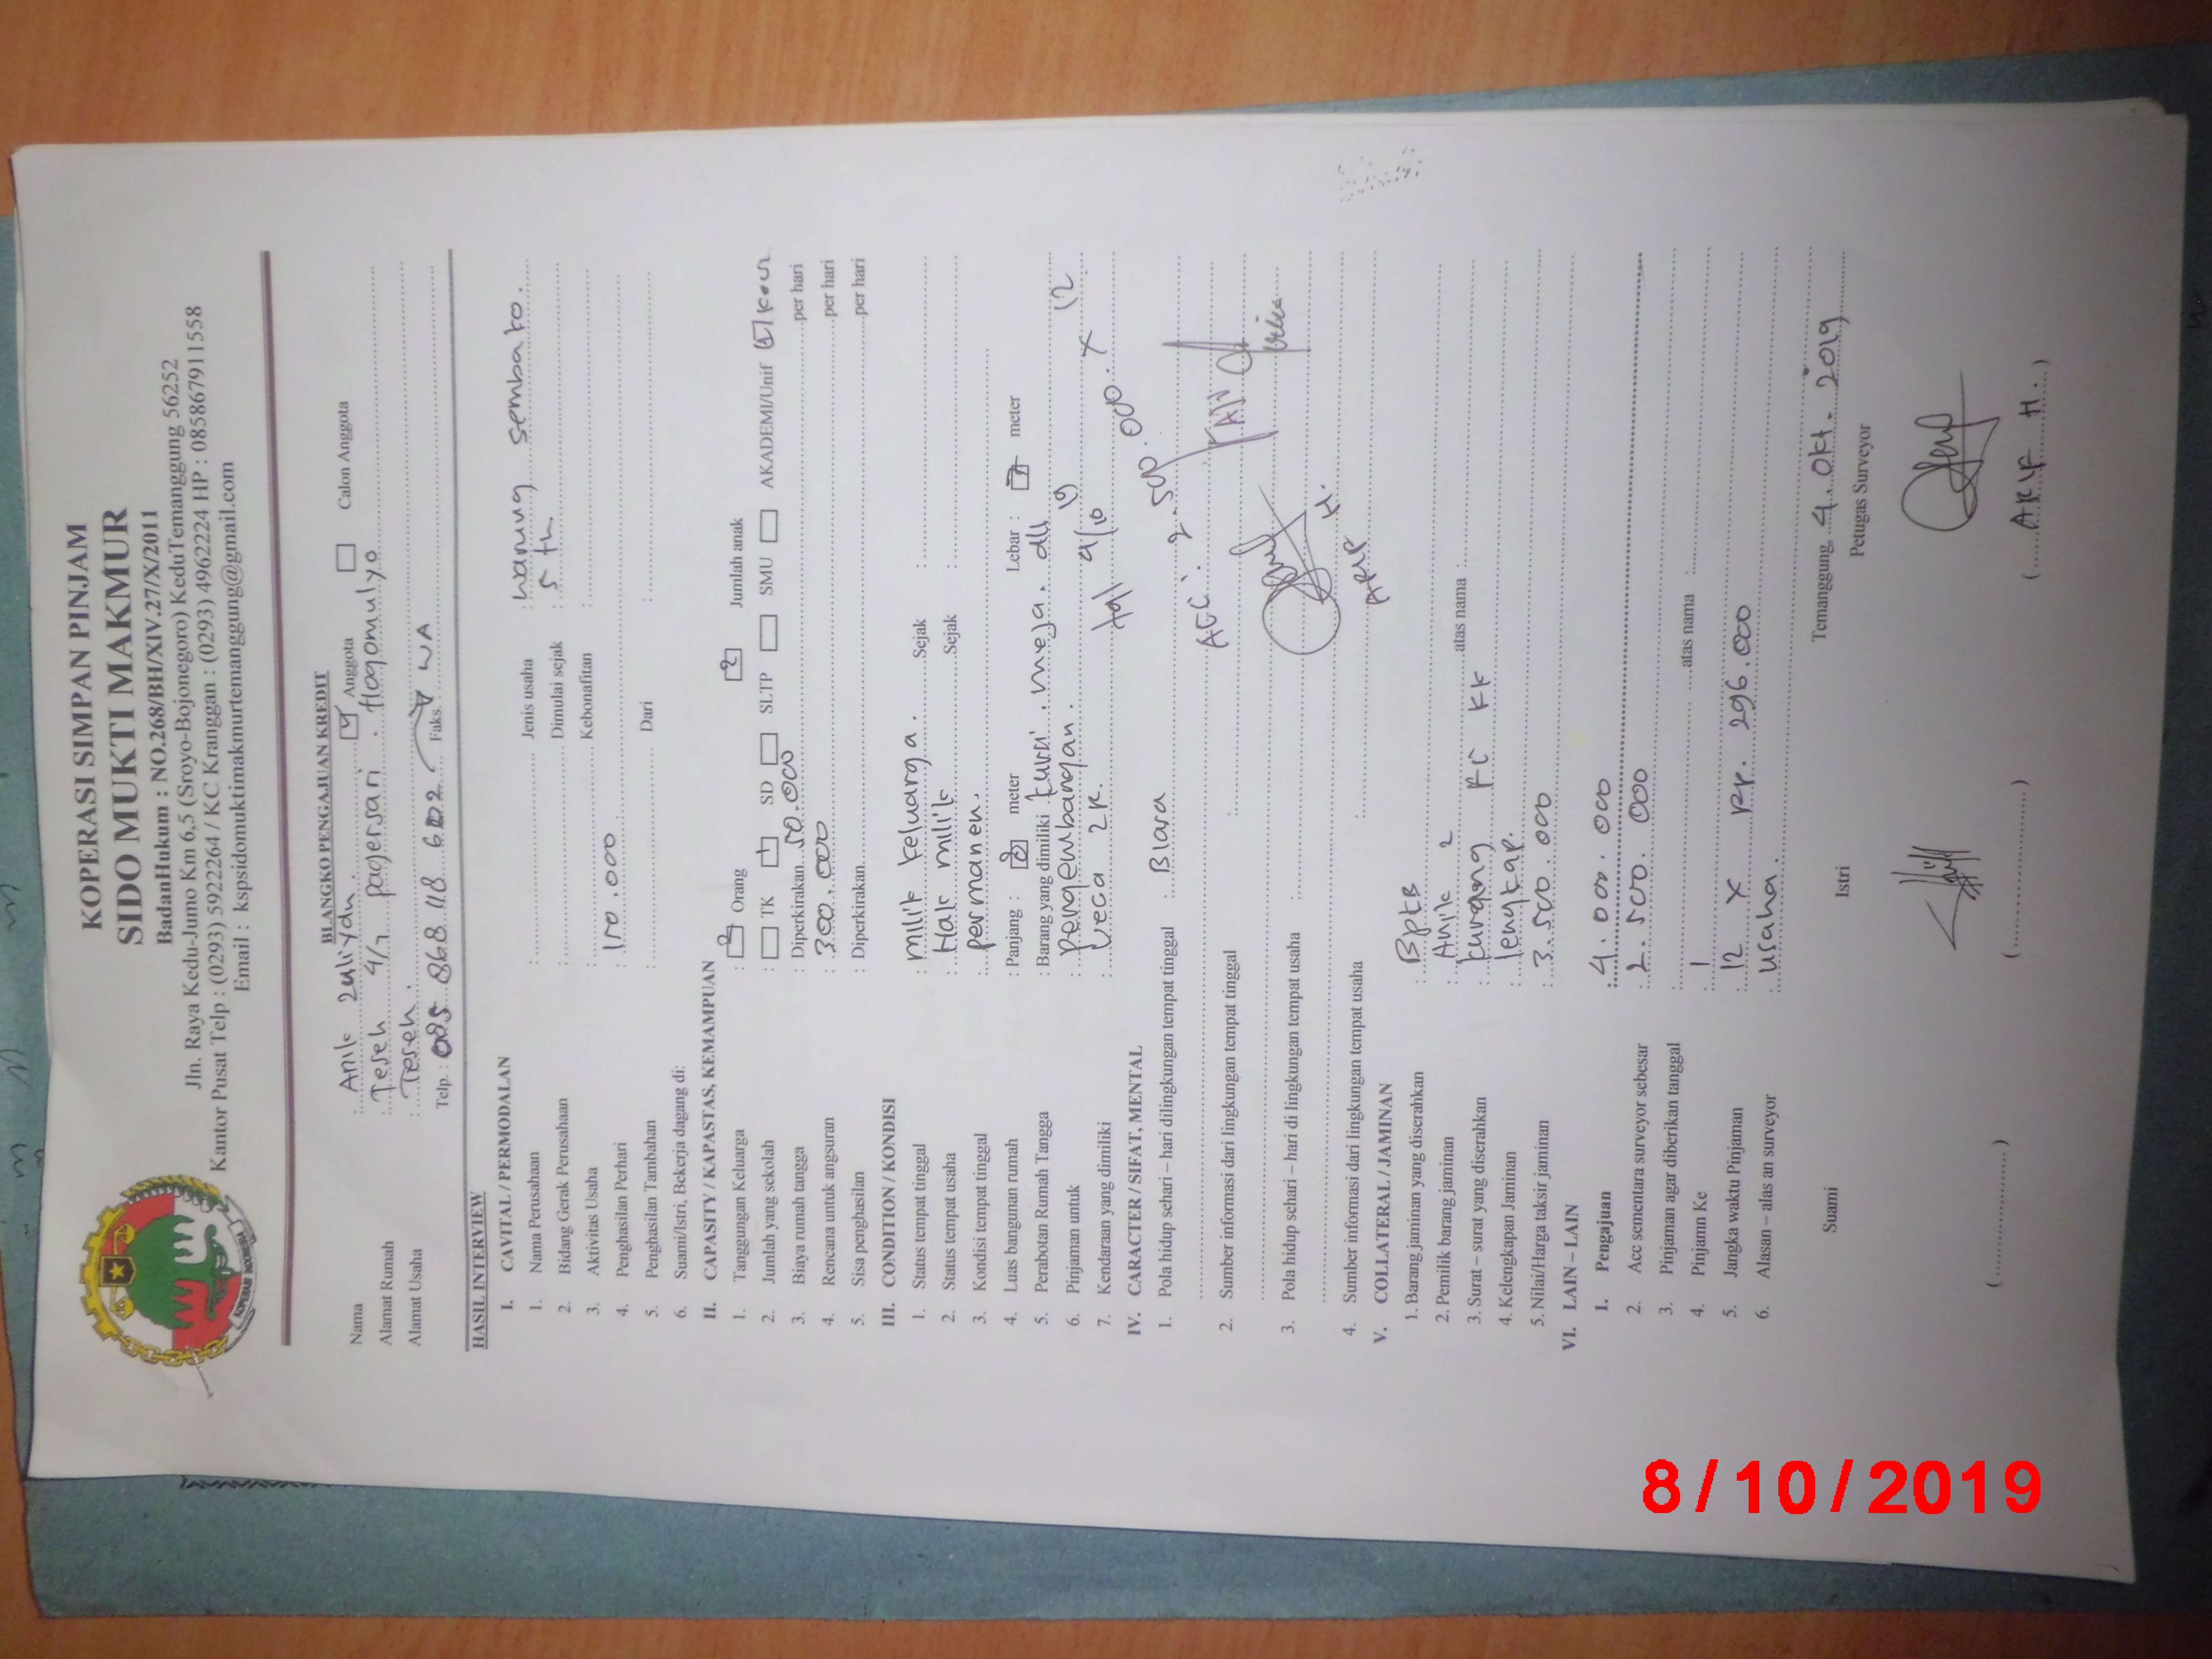 KOPERASI SIMPAN PINJAM
SIDO MUKTI MAKMUR
BadanHukum : NO.268/BH/XIV.27/X/2011
Jln. Raya Kedu-Jumo Km 6,5 (Sroyo-Bojonegoro) KeduTemanggung 56252
Kantor Pusat Telp : (0293) 5922264 / KC Kranggan : (0293) 4962224 HP : 085867911558
Email : kspsidomuktimakmurtemanggung@gmail.com
KOPERASI INDONESIA
BLANGKO PENGAJUAN KREDIT
Nama : Anik Zuliyah. Anggota Calon Anggota
Alamat Rumah : Teseh 4/7 pagersari . tlogomulyo
Alamat Usaha : Teseh.
Telp. : 085 868 118 602 Faks. WA
HASIL INTERVIEW
I. CAVITAL / PERMODALAN
1. Nama Perusahaan : Jenis usaha : warung sembako.
2. Bidang Gerak Perusahaan : Dimulai sejak : 5 th.
3. Aktivitas Usaha : Kebonafitan :
4. Penghasilan Perhari : 150.000
5. Penghasilan Tambahan : Dari :
6. Suami/Istri, Bekerja dagang di:
II. CAPASITY / KAPASTAS, KEMAMPUAN
1. Tanggungan Keluarga : Orang 2 Jumlah anak
2. Jumlah yang sekolah : TK 1 SD SLTP SMU AKADEMI/Unif
3. Biaya rumah tangga : Diperkirakan 50.000 per hari
4. Rencana untuk angsuran : 300.000 per hari
5. Sisa penghasilan : Diperkirakan per hari
III. CONDITION / KONDISI
1. Status tempat tinggal : milik keluarga. Sejak :
2. Status tempat usaha : Hak milik Sejak :
3. Kondisi tempat tinggal : permanen.
4. Luas bangunan rumah : Panjang : meter Lebar : 7 meter
5. Perabotan Rumah Tangga : Barang yang dimiliki kursi . meja . dll
6. Pinjaman untuk : pengembangan.
7. Kendaraan yang dimiliki : Veca 2R.
Tgl 9/10 19
IV. CARACTER / SIFAT, MENTAL
1. Pola hidup sehari – hari dilingkungan tempat tinggal : Biasa
ACC : 2.500.000 x 12
2. Sumber informasi dari lingkungan tempat tinggal :
3. Pola hidup sehari – hari di lingkungan tempat usaha :
ARIF H.
4. Sumber informasi dari lingkungan tempat usaha :
V. COLLATERAL / JAMINAN
1. Barang jaminan yang diserahkan : Bpkb
2. Pemilik barang jaminan : Anik 2
3. Surat – surat yang diserahkan : kurang FC KK atas nama :
4. Kelengkapan Jaminan : lengkap.
5. Nilai/Harga taksir jaminan : 3.500.000
VI. LAIN – LAIN
1. Pengajuan : 4.000.000
2. Acc sementara surveyor sebesar : 2.500.000
3. Pinjaman agar diberikan tanggal :
4. Pinjamn Ke : 1 atas nama :
5. Jangka waktu Pinjaman : 12 x Rp. 296.000
6. Alasan – alas an surveyor : usaha.
Temanggung, 4 Okt. 2019
Suami Istri Petugas Surveyor
(..............) (..............) (ARIF H.)
8/10/2019